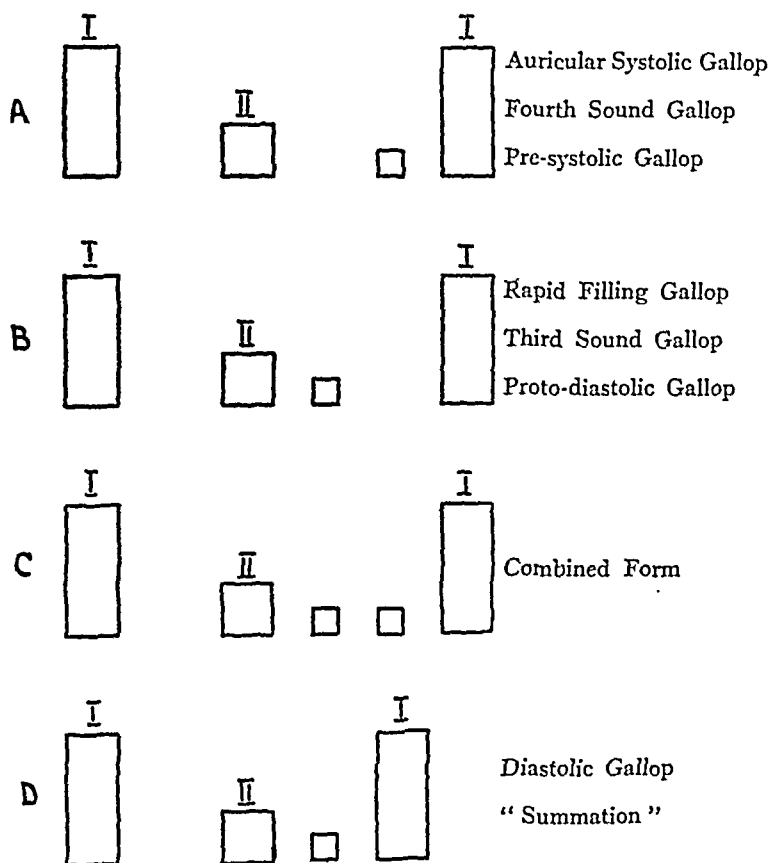 I I
A II
Auricular Systolic Gallop
Fourth Sound Gallop
Pre-systolic Gallop
I I
B II
Rapid Filling Gallop
Third Sound Gallop
Proto-diastolic Gallop
I I
C II
Combined Form
I I
D II
Diastolic Gallop
“ Summation ”